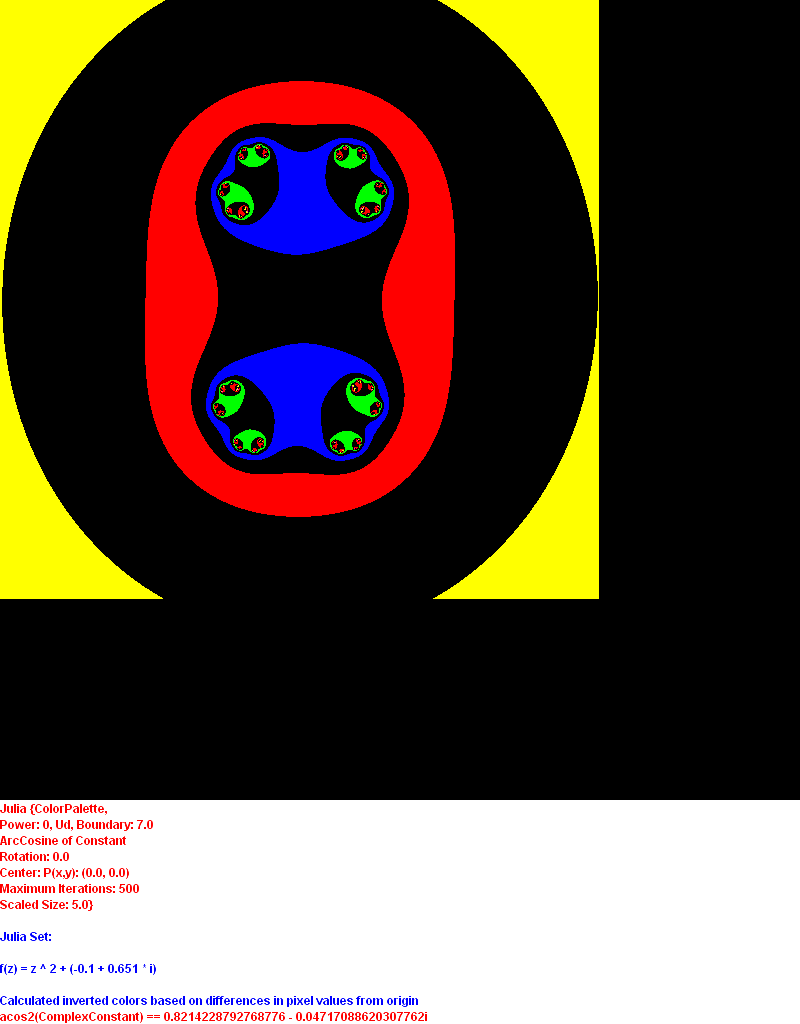 Julia {ColorPalette,
Power: 0, Ud, Boundary: 7.0
ArcCosine of Constant
Rotation: 0.0
Center: P(x,y): (0.0, 0.0)
Maximum Iterations: 500
Scaled Size: 5.0}
Julia Set:
f(z) = z ^ 2 + (-0.1 + 0.651 * i)
Calculated inverted colors based on differences in pixel values from origin
acos2(ComplexConstant) == 0.8214228792768776 - 0.04717088620307762i